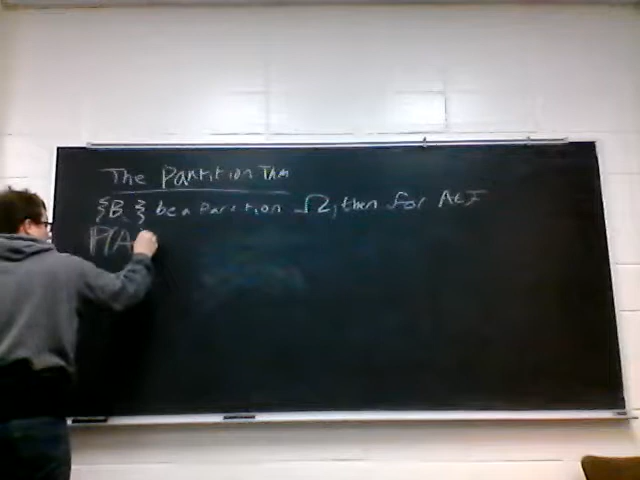 The Partition Thm
{B } be a Partition Ω, then for A∈F
P(A